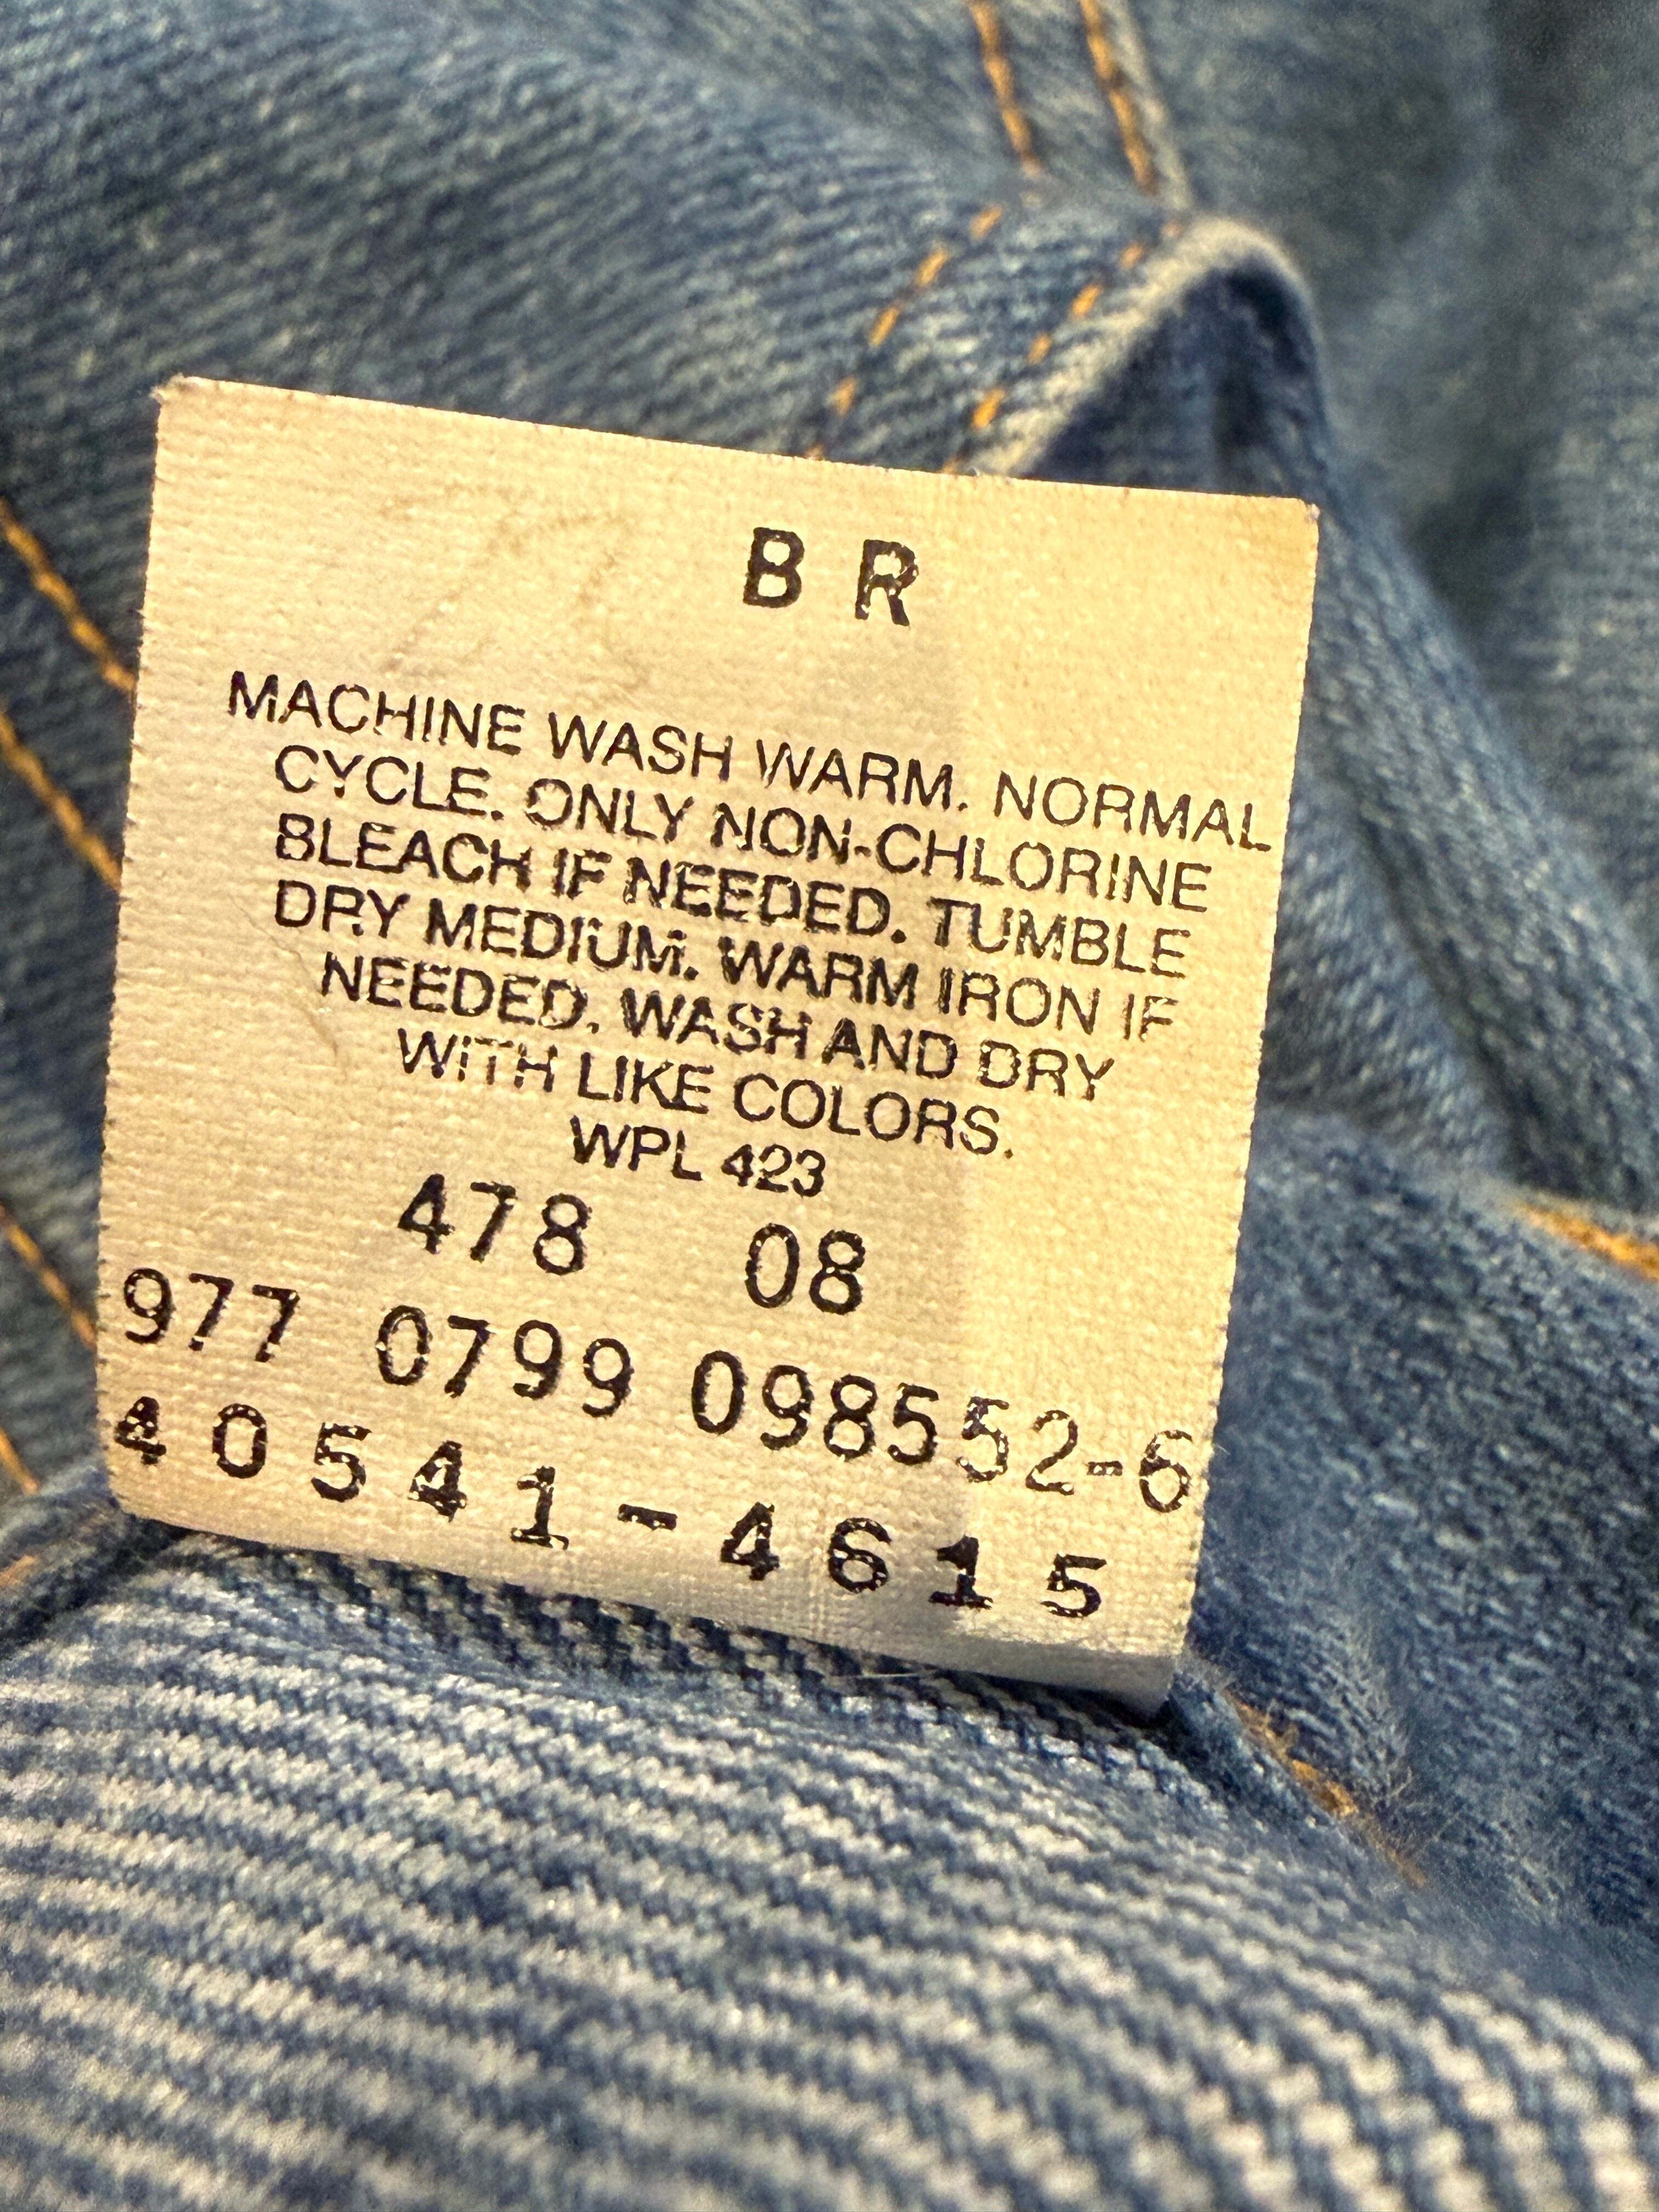 BR
MACHINE WASH WARM. NORMAL
CYCLE. ONLY NON-CHLORINE
BLEACH IF NEEDED. TUMBLE
DRY MEDIUM. WARM IRON IF
NEEDED. WASH AND DRY
WITH LIKE COLORS.
WPL 423
478 08
977 0799 098552-6
40541-4615